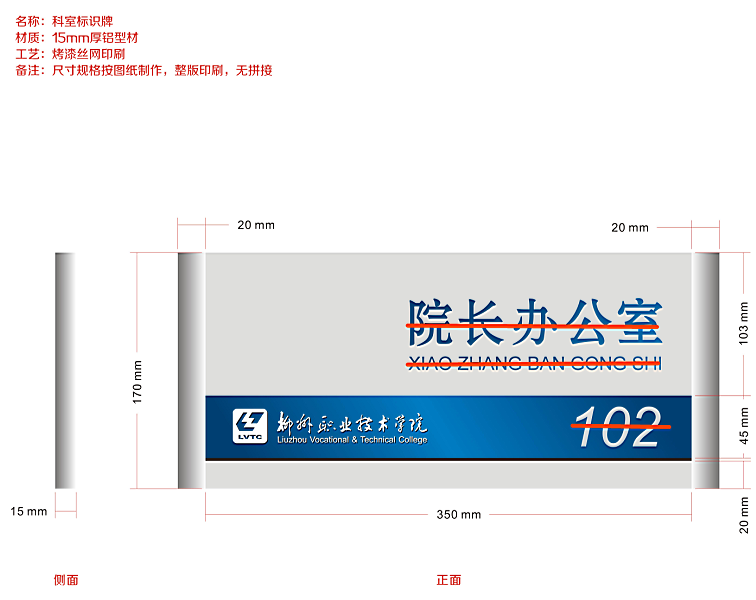 名称：科室标识牌
材质：15mm厚铝型材
工艺：烤漆丝网印刷
备注：尺寸规格按图纸制作，整版印刷，无拼接
20 mm
20 mm
院长办公室
XIAO ZHANG BAN GONG SHI
103 mm
170 mm
LVTC
柳州职业技术学院
Liuzhou Vocational & Technical College
102
45 mm
20 mm
15 mm
350 mm
侧面
正面